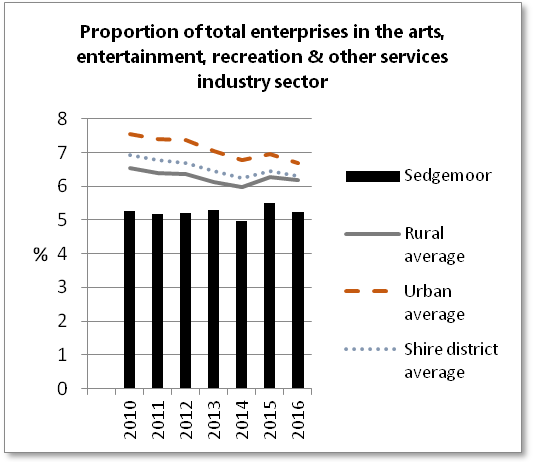 Proportion of total enterprises in the arts,
entertainment, recreation & other services
industry sector
8
7
6
5
4
3
2
1
0
%
2010
2011
2012
2013
2014
2015
2016
Sedgemoor
Rural
average
Urban
average
Shire district
average